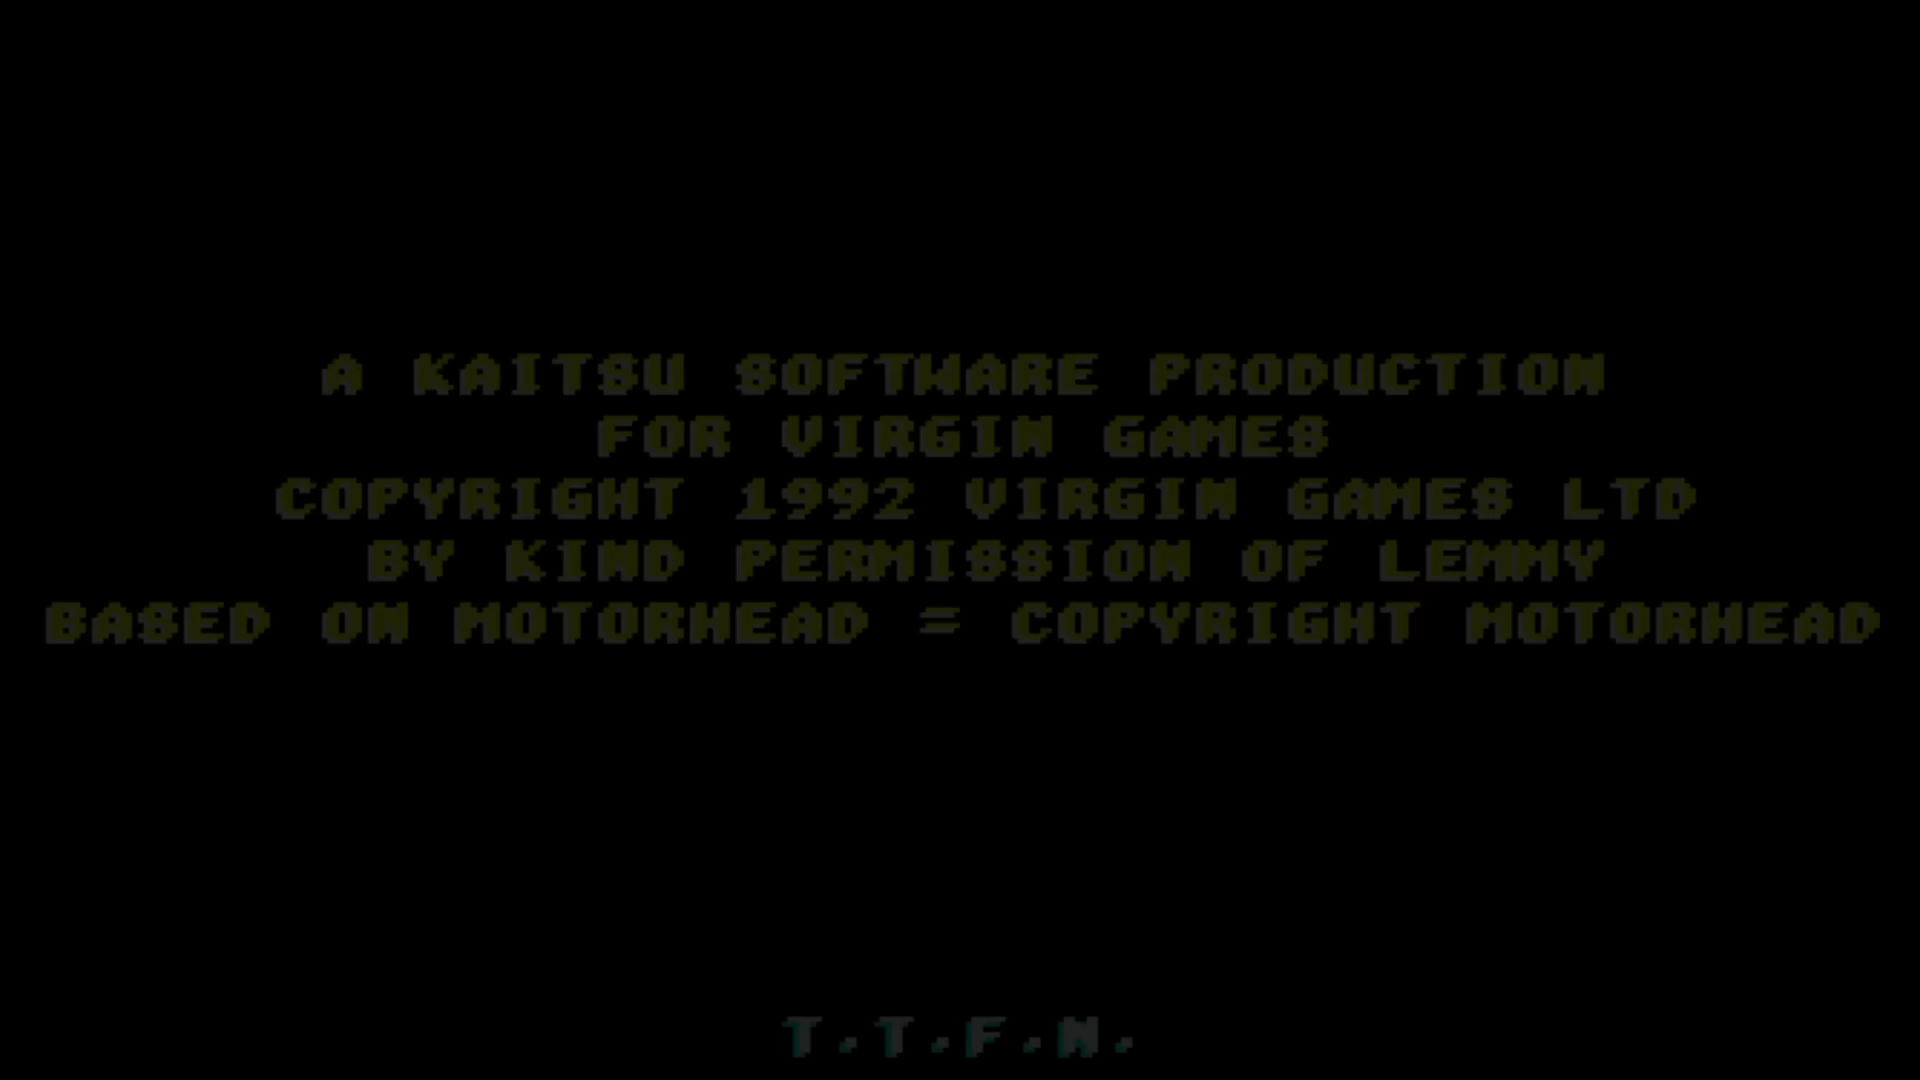 A KAITSU SOFTWARE PRODUCTION
FOR VIRGIN GAMES
COPYRIGHT 1992 VIRGIN GAMES LTD
BY KIND PERMISSION OF LEMMY
BASED ON MOTORHEAD = COPYRIGHT MOTORHEAD
T.T.F.N.